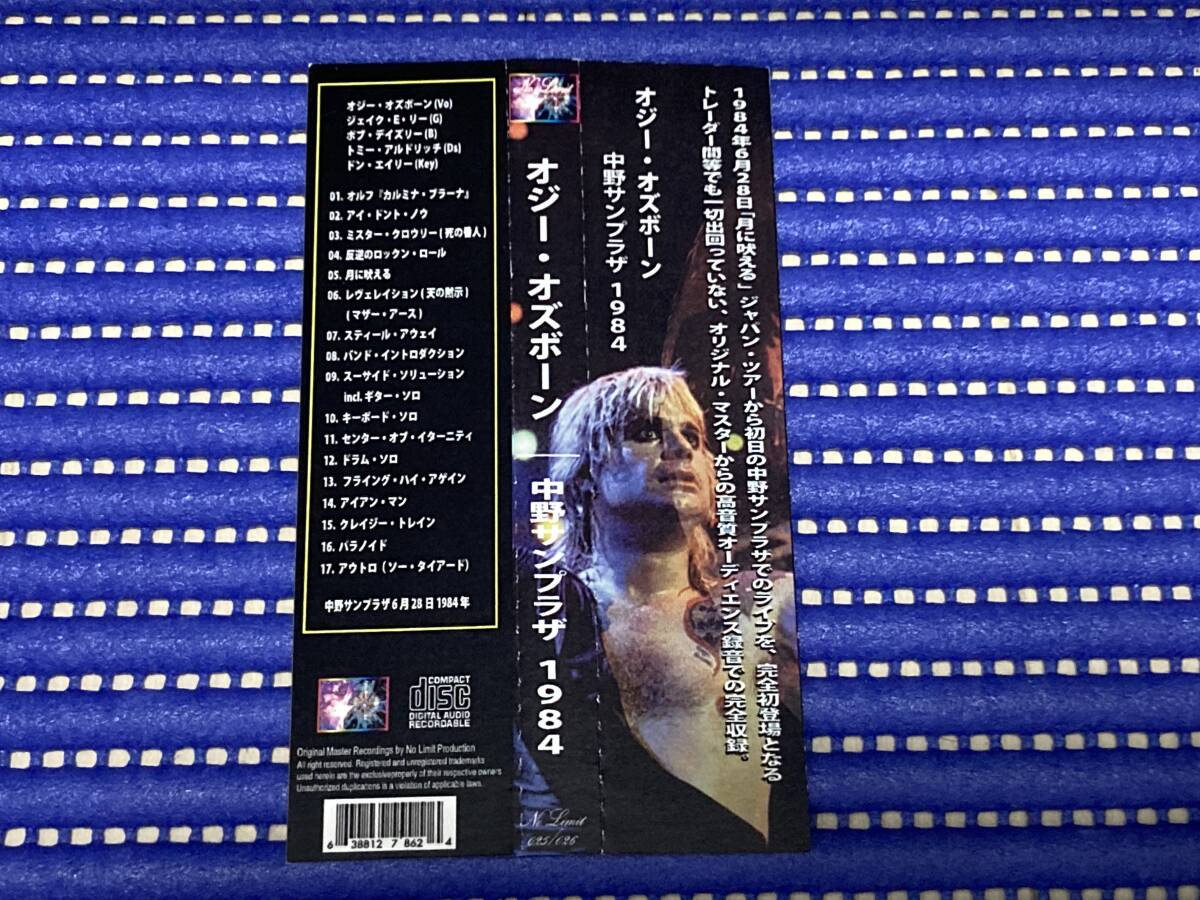 オジー・オズボーン (Vo)
ジェイク・E・リー (G)
ボブ・デイズリー (B)
トミー・アルドリッチ (Ds)
ドン・エイリー (Key)
01. オルフ『カルミナ・ブラーナ』
02. アイ・ドント・ノウ
03. ミスター・クロウリー ( 死の番人 )
04. 反逆のロックン・ロール
05. 月に吠える
06. レヴェレイション ( 天の黙示 )
( マザー・アース )
07. スティール・アウェイ
08. バンド・イントロダクション
09. スーサイド・ソリューション
incl. ギター・ソロ
10. キーボード・ソロ
11. センター・オブ・イターニティ
12. ドラム・ソロ
13. フライング・ハイ・アゲイン
14. アイアン・マン
15. クレイジー・トレイン
16. パラノイド
17. アウトロ（ソー・タイアード）
中野サンプラザ 6 月 28 日 1984 年
COMPACT
disc
DIGITAL AUDIO
RECORDABLE
Original Master Recordings by No Limit Production
All right reserved. Registered and unregistered trademarks
used herein are the exclusiveproperty of their respective owners
Unauthorized duplications is a violation of applicable laws.
6 38812 7 862 4
No Limit
オジー・オズボーン ── 中野サンプラザ 1984
No Limit
025/026
1984年6月28日「月に吠える」ジャパン・ツアーから初日の中野サンプラザでのライブを、完全初登場となる
トレーダー間等でも一切出回っていない、オリジナル・マスターからの高音質オーディエンス録音での完全収録。
オジー・オズボーン
中野サンプラザ 1984